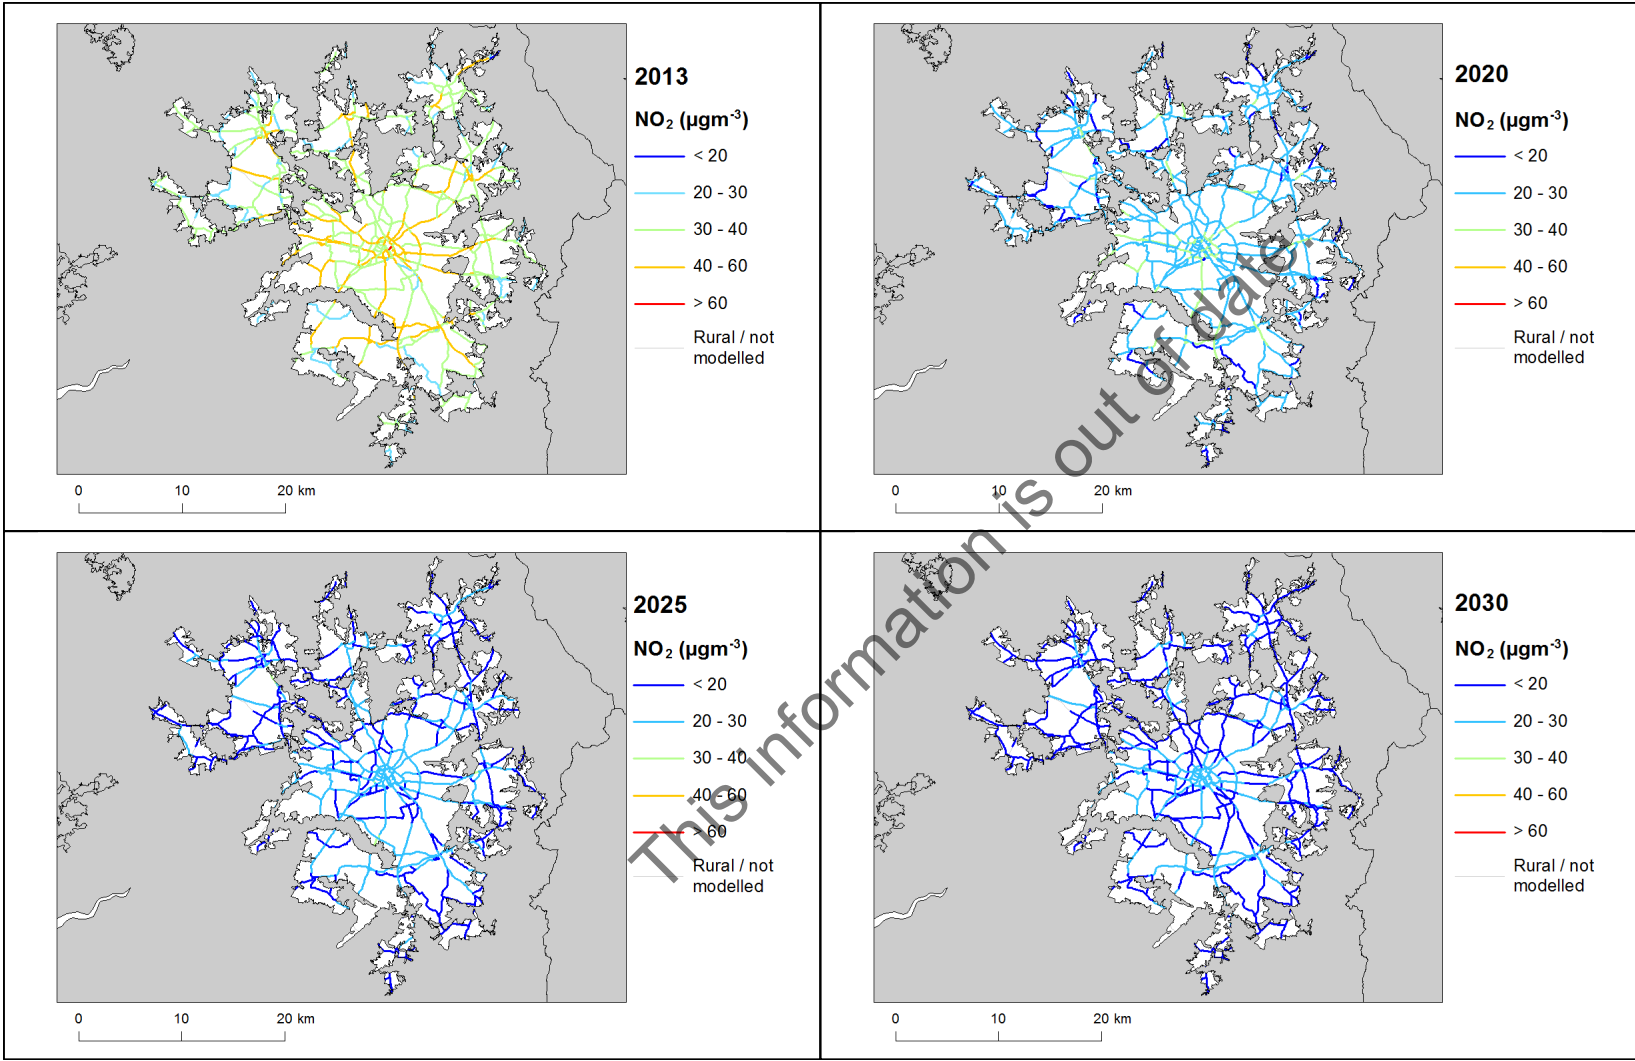 2013
NO₂ (µgm⁻³)
< 20
20 - 30
30 - 40
40 - 60
> 60
Rural / not
modelled
0 10 20 km
2020
NO₂ (µgm⁻³)
< 20
20 - 30
30 - 40
40 - 60
> 60
Rural / not
modelled
0 10 20 km
2025
NO₂ (µgm⁻³)
< 20
20 - 30
30 - 40
40 - 60
> 60
Rural / not
modelled
0 10 20 km
2030
NO₂ (µgm⁻³)
< 20
20 - 30
30 - 40
40 - 60
> 60
Rural / not
modelled
0 10 20 km
This information is out of date.